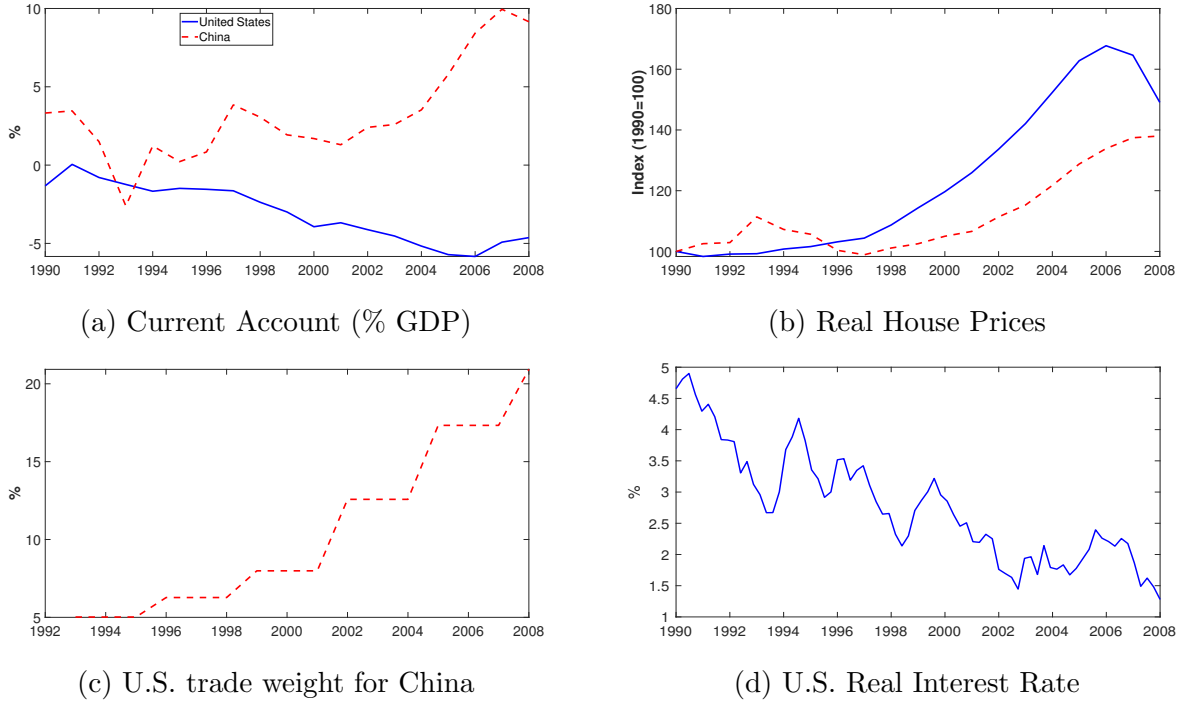 United States
China
%
10
5
0
-5
1990 1992 1994 1996 1998 2000 2002 2004 2006 2008
(a) Current Account (% GDP)
Index (1990=100)
180
160
140
120
100
1990 1992 1994 1996 1998 2000 2002 2004 2006 2008
(b) Real House Prices
%
20
15
10
5
1992 1994 1996 1998 2000 2002 2004 2006 2008
(c) U.S. trade weight for China
%
5
4.5
4
3.5
3
2.5
2
1.5
1
1990 1992 1994 1996 1998 2000 2002 2004 2006 2008
(d) U.S. Real Interest Rate